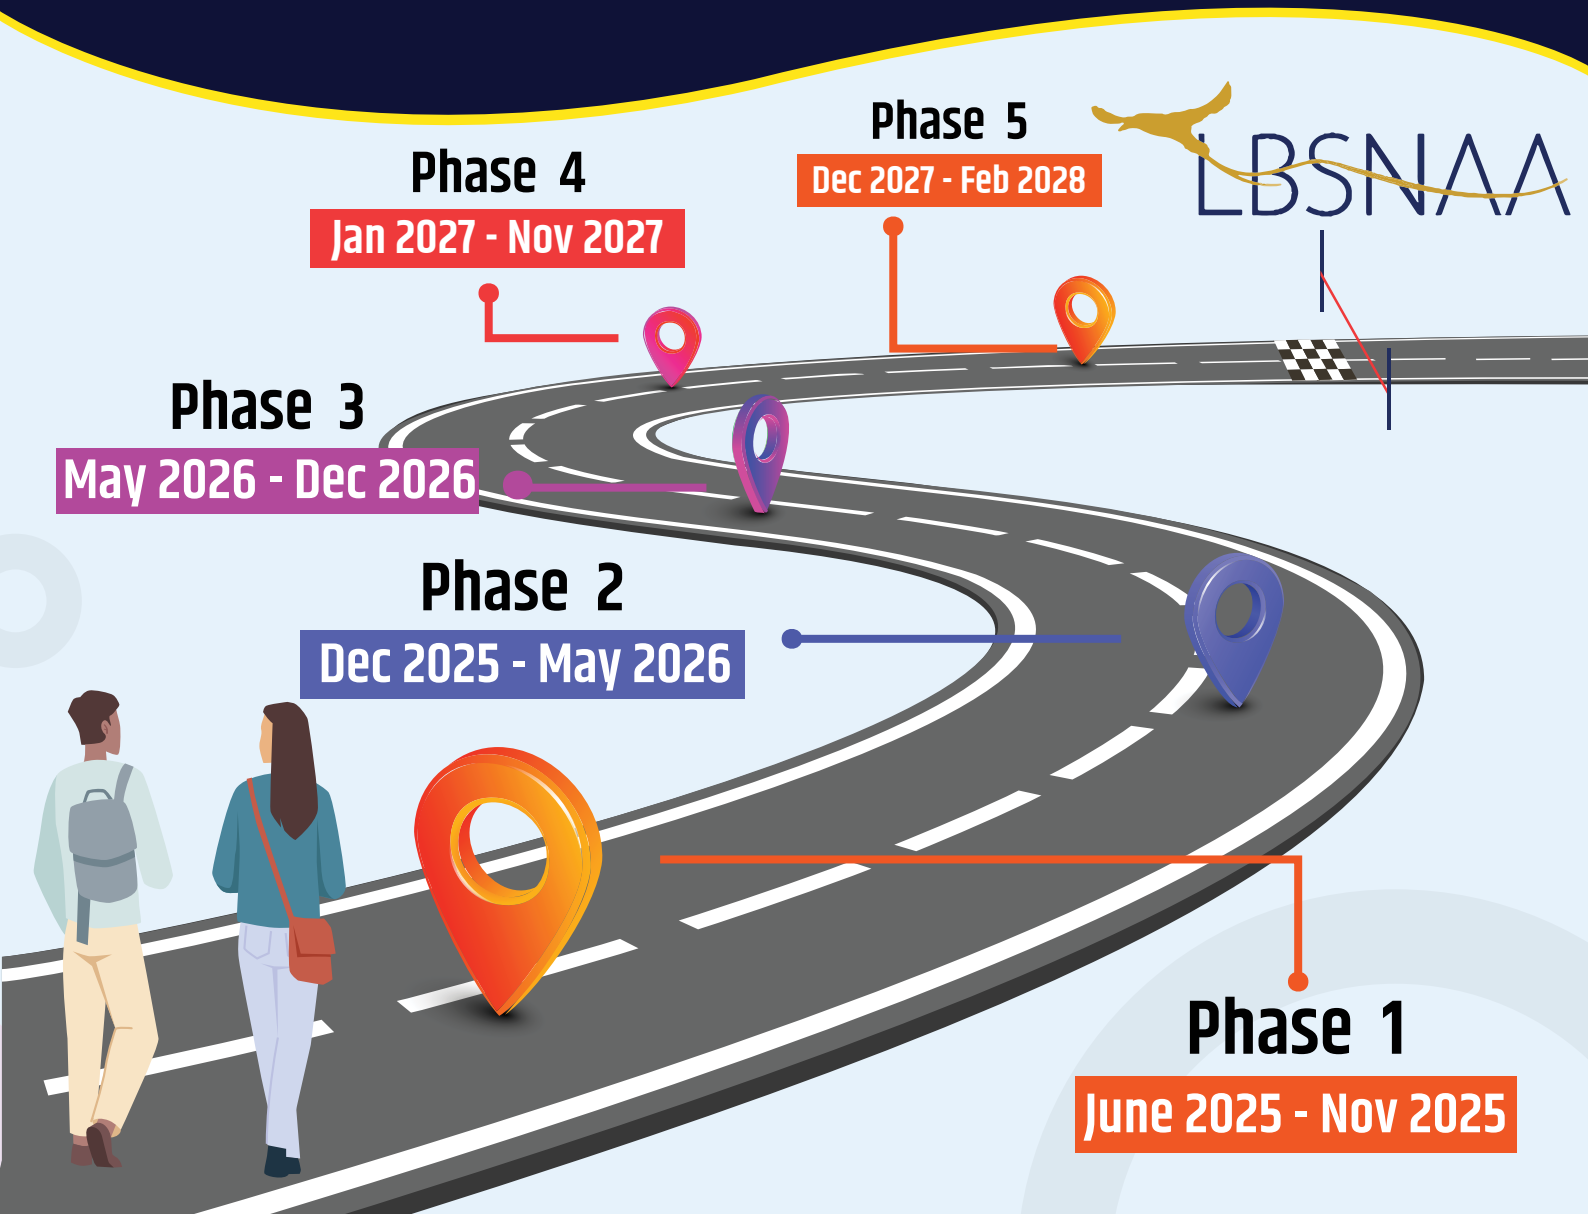 Phase 5
Dec 2027 - Feb 2028
LBSNAA
Phase 4
Jan 2027 - Nov 2027
Phase 3
May 2026 - Dec 2026
Phase 2
Dec 2025 - May 2026
Phase 1
June 2025 - Nov 2025